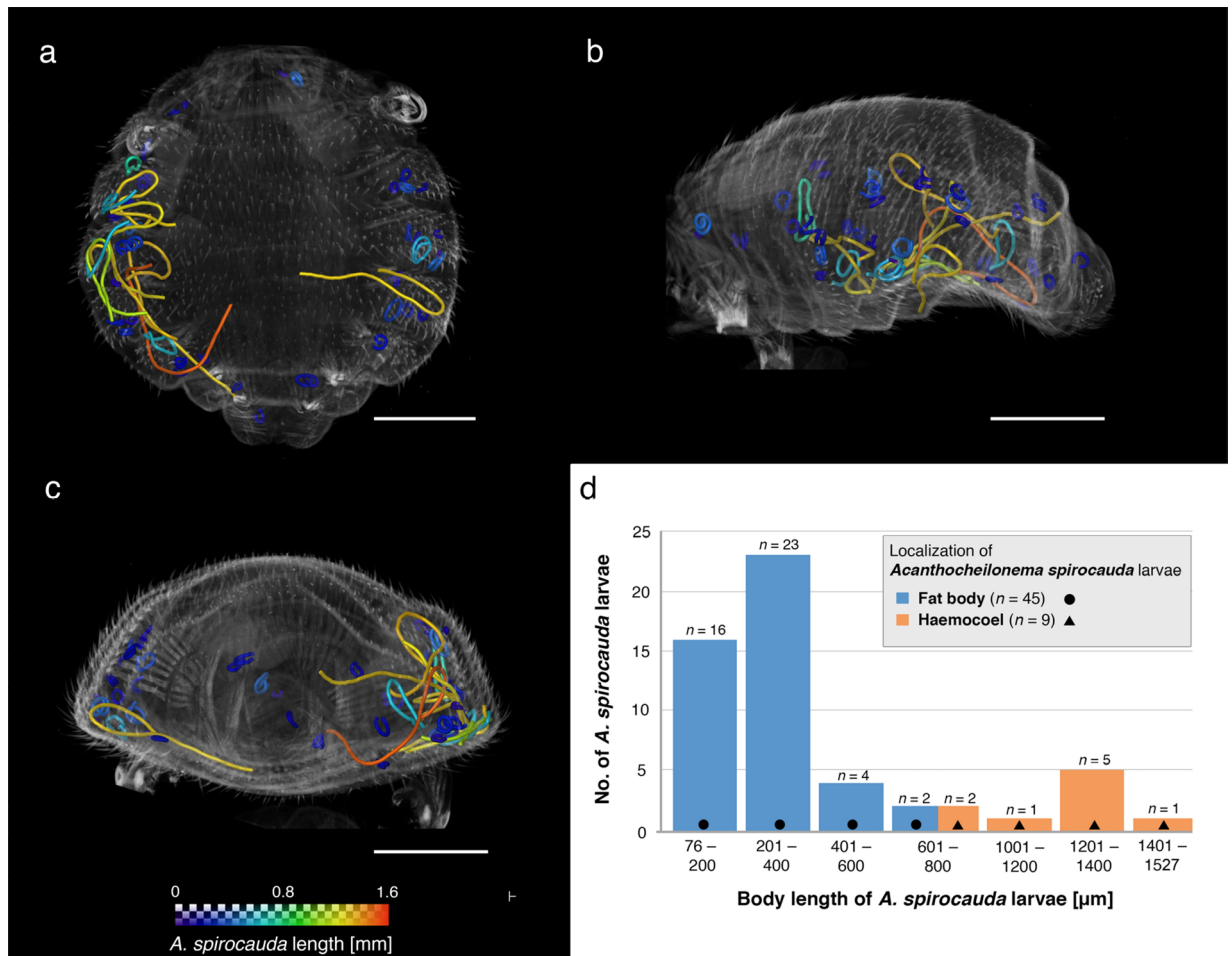 a
b
c
0 0.8 1.6
A. spirocauda length [mm]
d
No. of A. spirocauda larvae
25
20
15
10
5
0
n = 16
n = 23
n = 4
n = 2
n = 2
n = 1
n = 5
n = 1
Localization of
Acanthocheilonema spirocauda larvae
Fat body (n = 45)
Haemocoel (n = 9)
76 –
200
201 –
400
401 –
600
601 –
800
1001 –
1200
1201 –
1400
1401 –
1527
Body length of A. spirocauda larvae [µm]